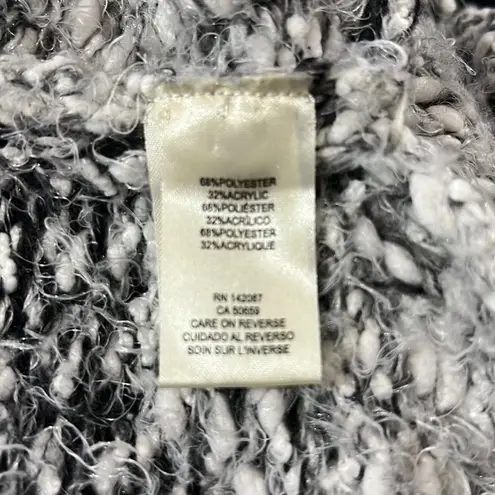 68%POLYESTER
32%ACRYLIC
68%POLIÉSTER
32%ACRÍLICO
68%POLYESTER
32%ACRYLIQUE
RN 142087
CA 50659
CARE ON REVERSE
CUIDADO AL REVERSO
SOIN SUR L'INVERSE